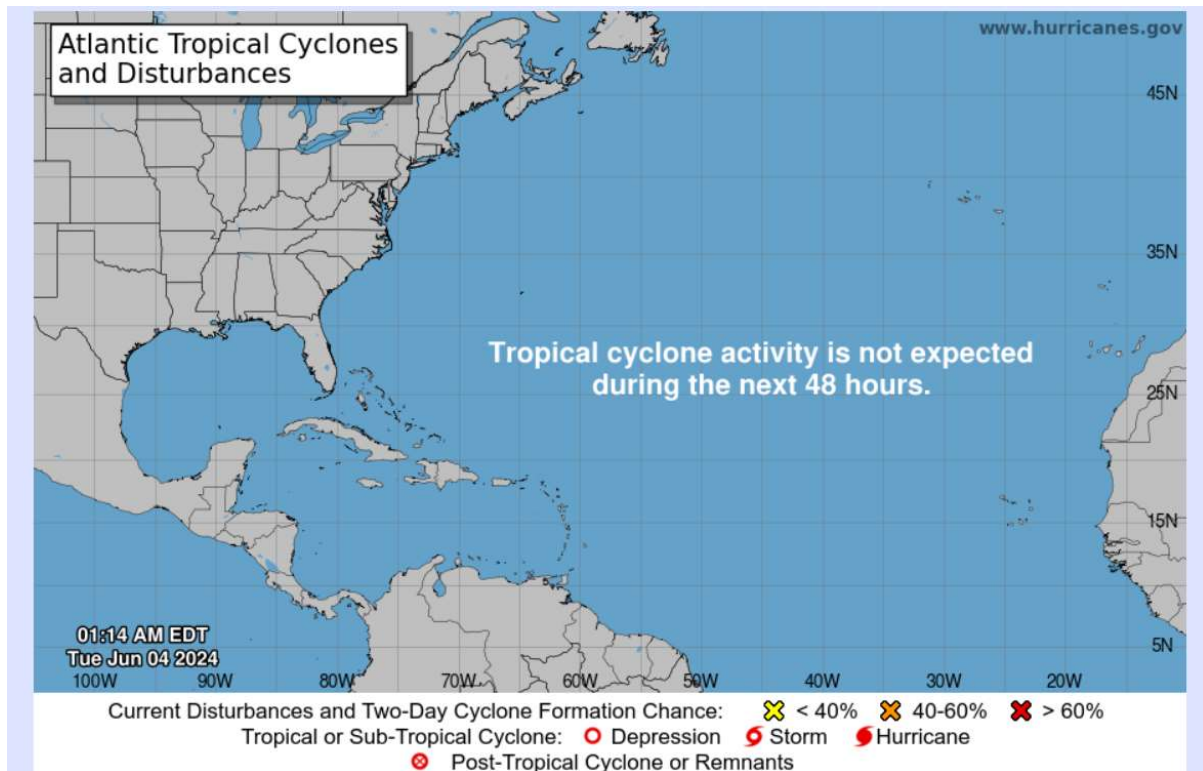 Atlantic Tropical Cyclones
and Disturbances
www.hurricanes.gov
45N
35N
Tropical cyclone activity is not expected
during the next 48 hours.
25N
15N
5N
01:14 AM EDT
Tue Jun 04 2024
100W 90W 80W 70W 60W 50W 40W 30W 20W
Current Disturbances and Two-Day Cyclone Formation Chance: < 40% 40-60% > 60%
Tropical or Sub-Tropical Cyclone: Depression Storm Hurricane
Post-Tropical Cyclone or Remnants